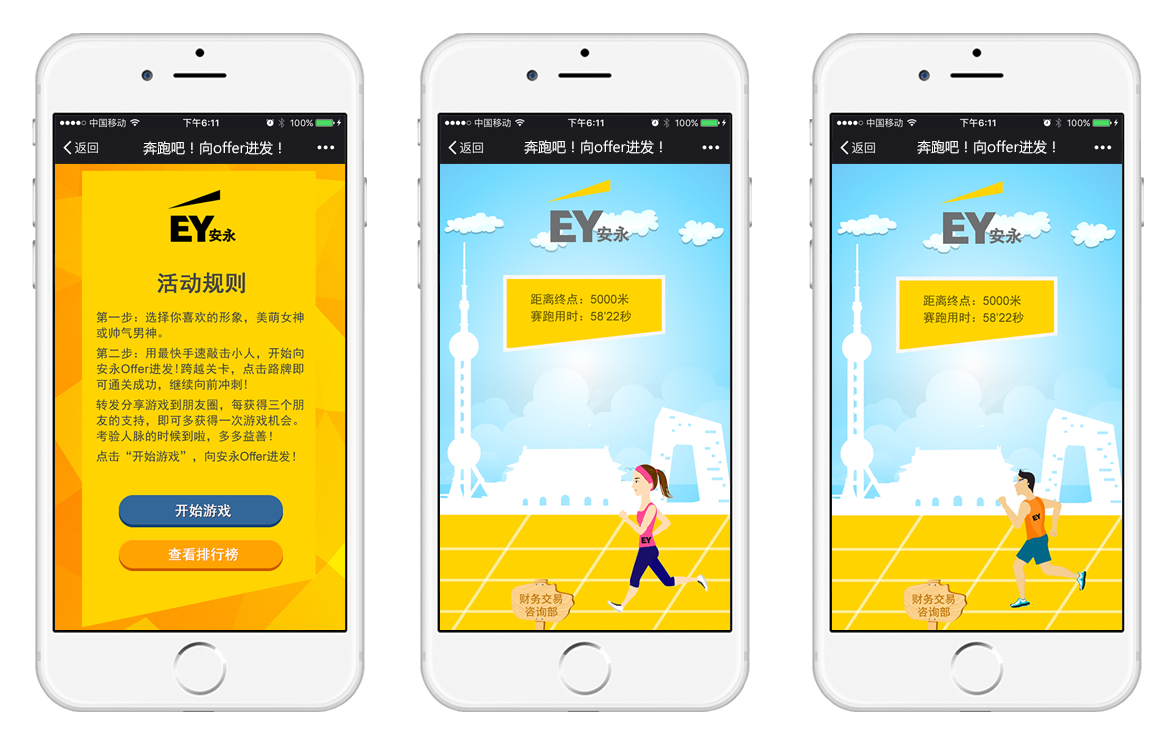 中国移动 下午6:11 100%
返回 奔跑吧！向offer进发！
EY安永
活动规则
第一步：选择你喜欢的形象，美萌女神
或帅气男神。
第二步：用最快手速敲击小人，开始向
安永Offer进发!跨越关卡，点击路牌即
可通关成功，继续向前冲刺！
转发分享游戏到朋友圈，每获得三个朋
友的支持，即可多获得一次游戏机会。
考验人脉的时候到啦，多多益善！
点击“开始游戏”，向安永Offer进发！
开始游戏
查看排行榜
中国移动 下午6:11 100%
返回 奔跑吧！向offer进发！
EY安永
距离终点：5000米
赛跑用时：58'22秒
EY
财务交易
咨询部
中国移动 下午6:11 100%
返回 奔跑吧！向offer进发！
EY安永
距离终点：5000米
赛跑用时：58'22秒
EY
财务交易
咨询部